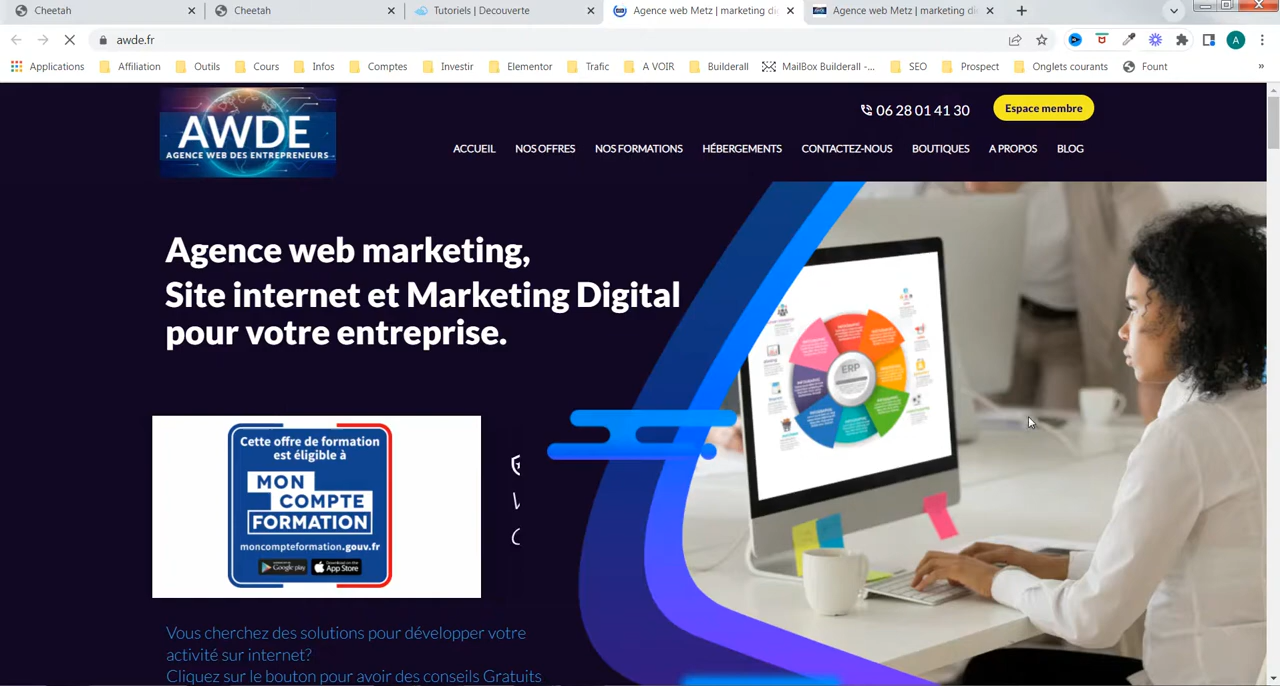 Cheetah
Cheetah
Tutoriels | Decouverte
Agence web Metz | marketing di
Agence web Metz | marketing di
awde.fr
A
Applications
Affiliation
Outils
Cours
Infos
Comptes
Investir
Elementor
Trafic
A VOIR
Builderall
MailBox Builderall -...
SEO
Prospect
Onglets courants
Fount
»
AWDE
AGENCE WEB DES ENTREPRENEURS
06 28 01 41 30
Espace membre
ACCUEIL
NOS OFFRES
NOS FORMATIONS
HÉBERGEMENTS
CONTACTEZ-NOUS
BOUTIQUES
A PROPOS
BLOG
Agence web marketing,
Site internet et Marketing Digital
pour votre entreprise.
ERP
Cette offre de formation
est éligible à
MON
COMPTE
FORMATION
moncompteformation.gouv.fr
Google play
App Store
Vous cherchez des solutions pour développer votre
activité sur internet?
Cliquez sur le bouton pour avoir des conseils Gratuits